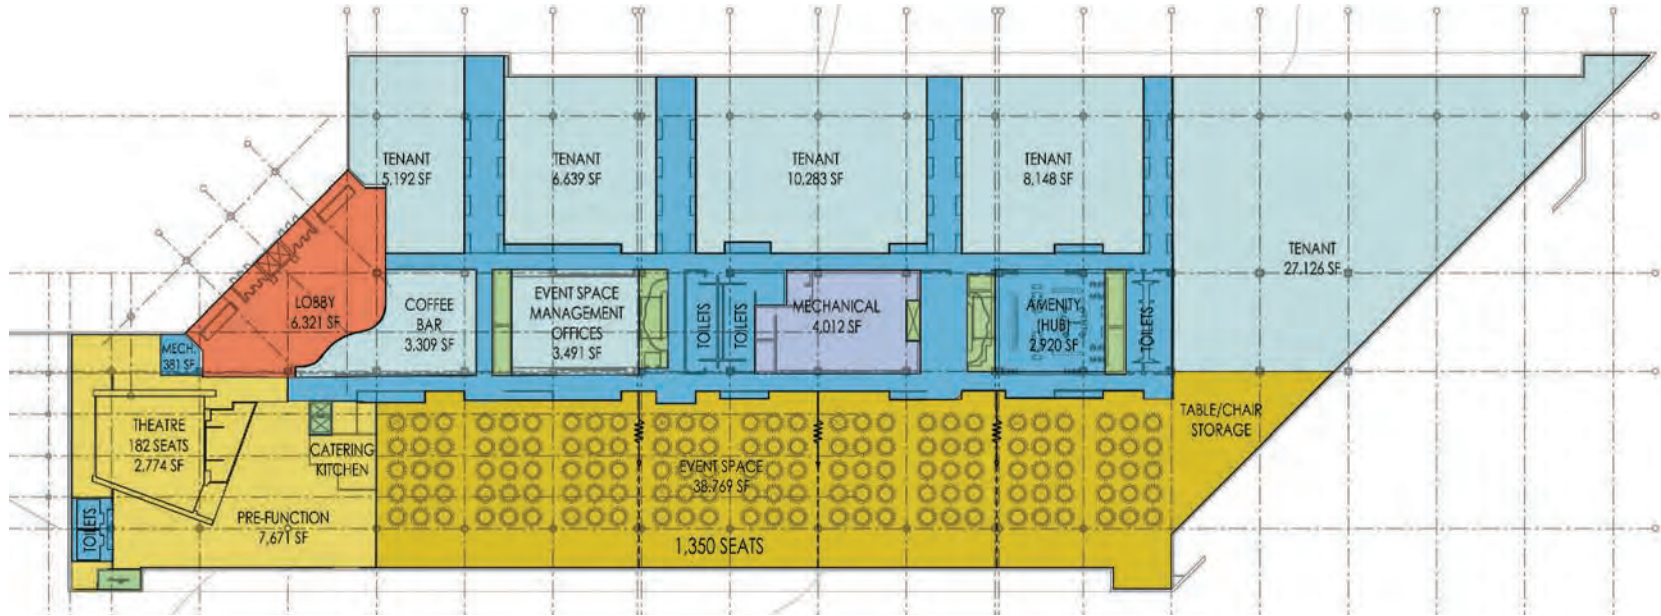 TENANT
5,192 SF
TENANT
6,639 SF
TENANT
10,283 SF
TENANT
8,148 SF
TENANT
27,126 SF
LOBBY
6,321 SF
COFFEE
BAR
3,309 SF
EVENT SPACE
MANAGEMENT
OFFICES
3,491 SF
TOILETS
TOILETS
MECHANICAL
4,012 SF
AMENITY
(HUB)
2,920 SF
TOILETS
MECH.
381 SF
THEATRE
182 SEATS
2,774 SF
CATERING
KITCHEN
EVENT SPACE
38,769 SF
TABLE/CHAIR
STORAGE
TOILETS
PRE-FUNCTION
7,671 SF
1,350 SEATS